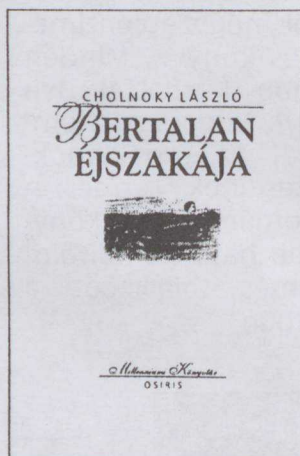 CHOLNOKY LÁSZLÓ
BERTALAN
ÉJSZAKÁJA
Millenniumi Könyvtár
OSIRIS